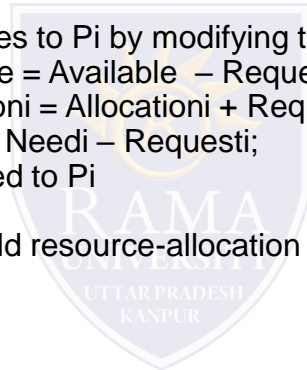 es to Pi by modifying t
e = Available – Reque
oni = Allocationi + Req
Needi – Requesti;
ed to Pi
ld resource-allocation
RAMA
UNIVERSITY
UTTAR PRADESH
KANPUR